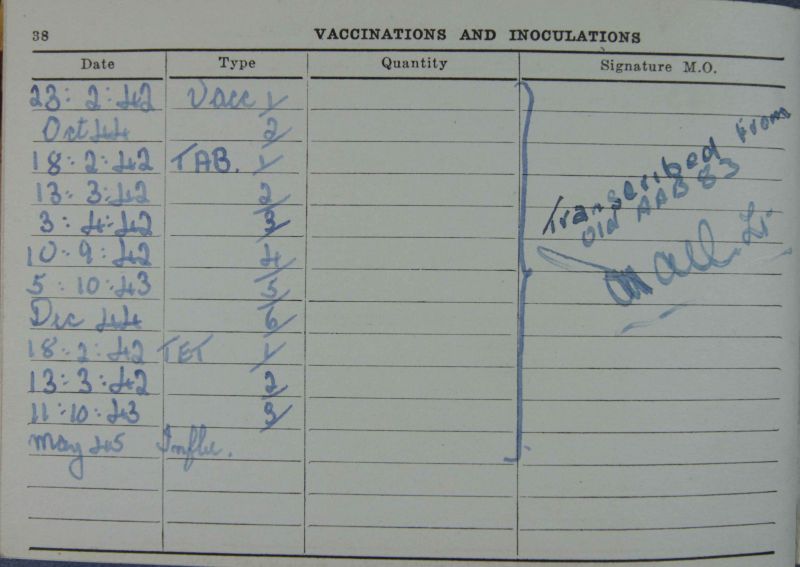 38 VACCINATIONS AND INOCULATIONS
Date Type Quantity Signature M.O.
23: 2: 42 Vacc 1/
Oct 44 2/
18: 2: 42 TAB. 1/
13: 3: 42 2/
3: 4: 42 3/
10: 9: 42 4/
5: 10: 43 5/
Dec 44 6/
18: 2: 42 TET 1/
13: 3: 42 2/
11: 10: 43 3/
May 45 Influ.
Transcribed from
old AAB 83
Lt.